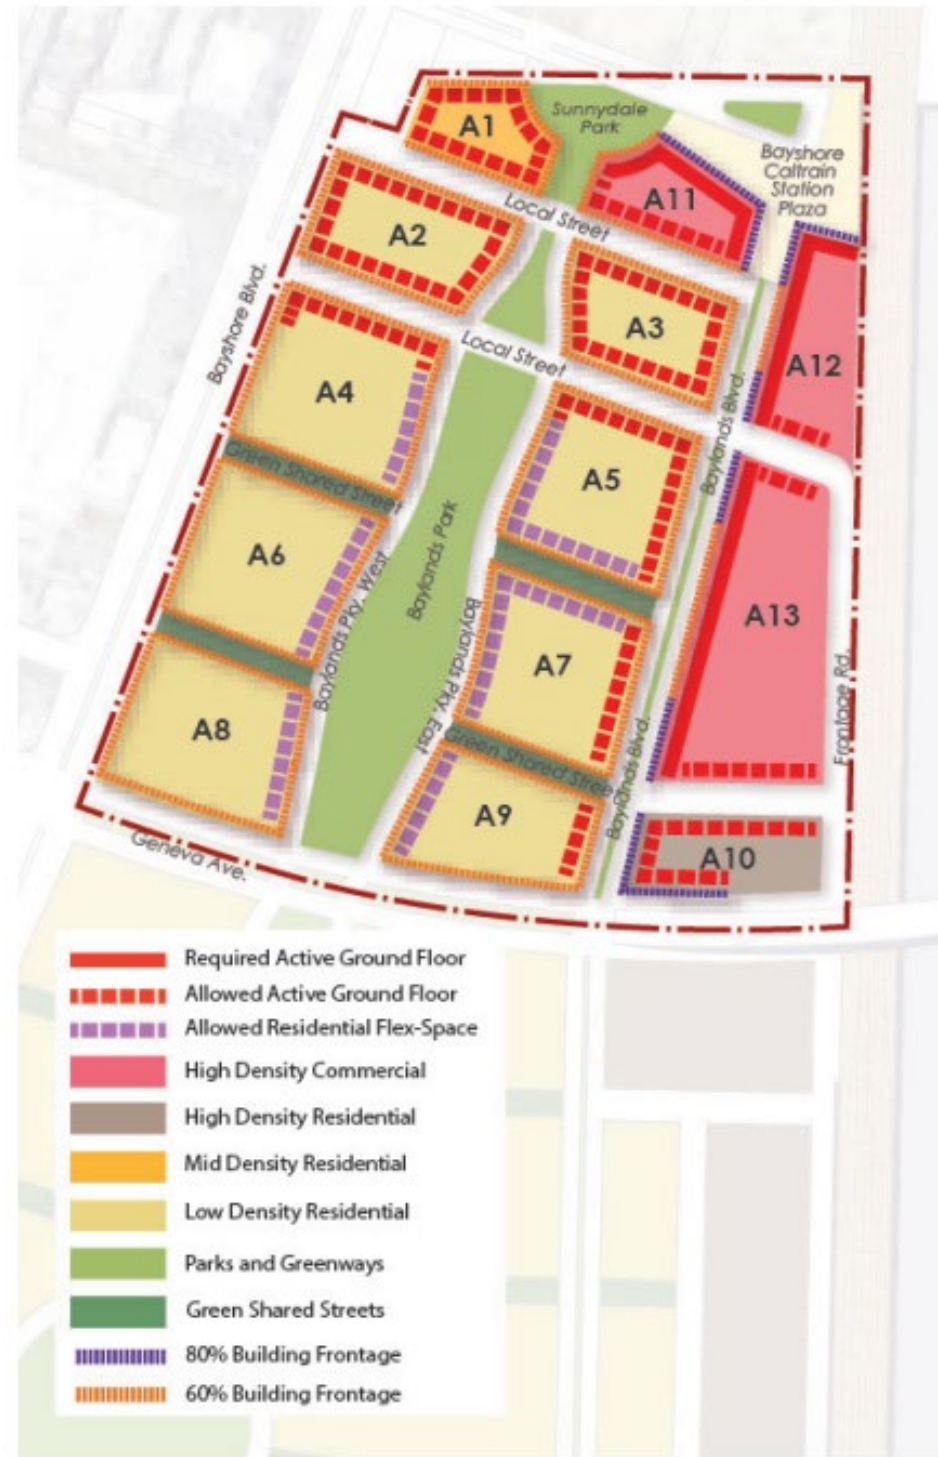 Sunnydale
Park
A1
Bayshore
Caltrain
Station
Plaza
A11
Local Street
A2
A3
Bayshore Blvd.
Local Street
A12
A4
Baylands Blvd.
A5
Green Shared Street
Baylands Park
A6
Baylands Pky. West
A13
Baylands Pky. East
A7
Frontage Rd.
A8
Green Shared Stree
Baylands Blvd.
A9
A10
Geneva Ave.
Required Active Ground Floor
Allowed Active Ground Floor
Allowed Residential Flex-Space
High Density Commercial
High Density Residential
Mid Density Residential
Low Density Residential
Parks and Greenways
Green Shared Streets
80% Building Frontage
60% Building Frontage